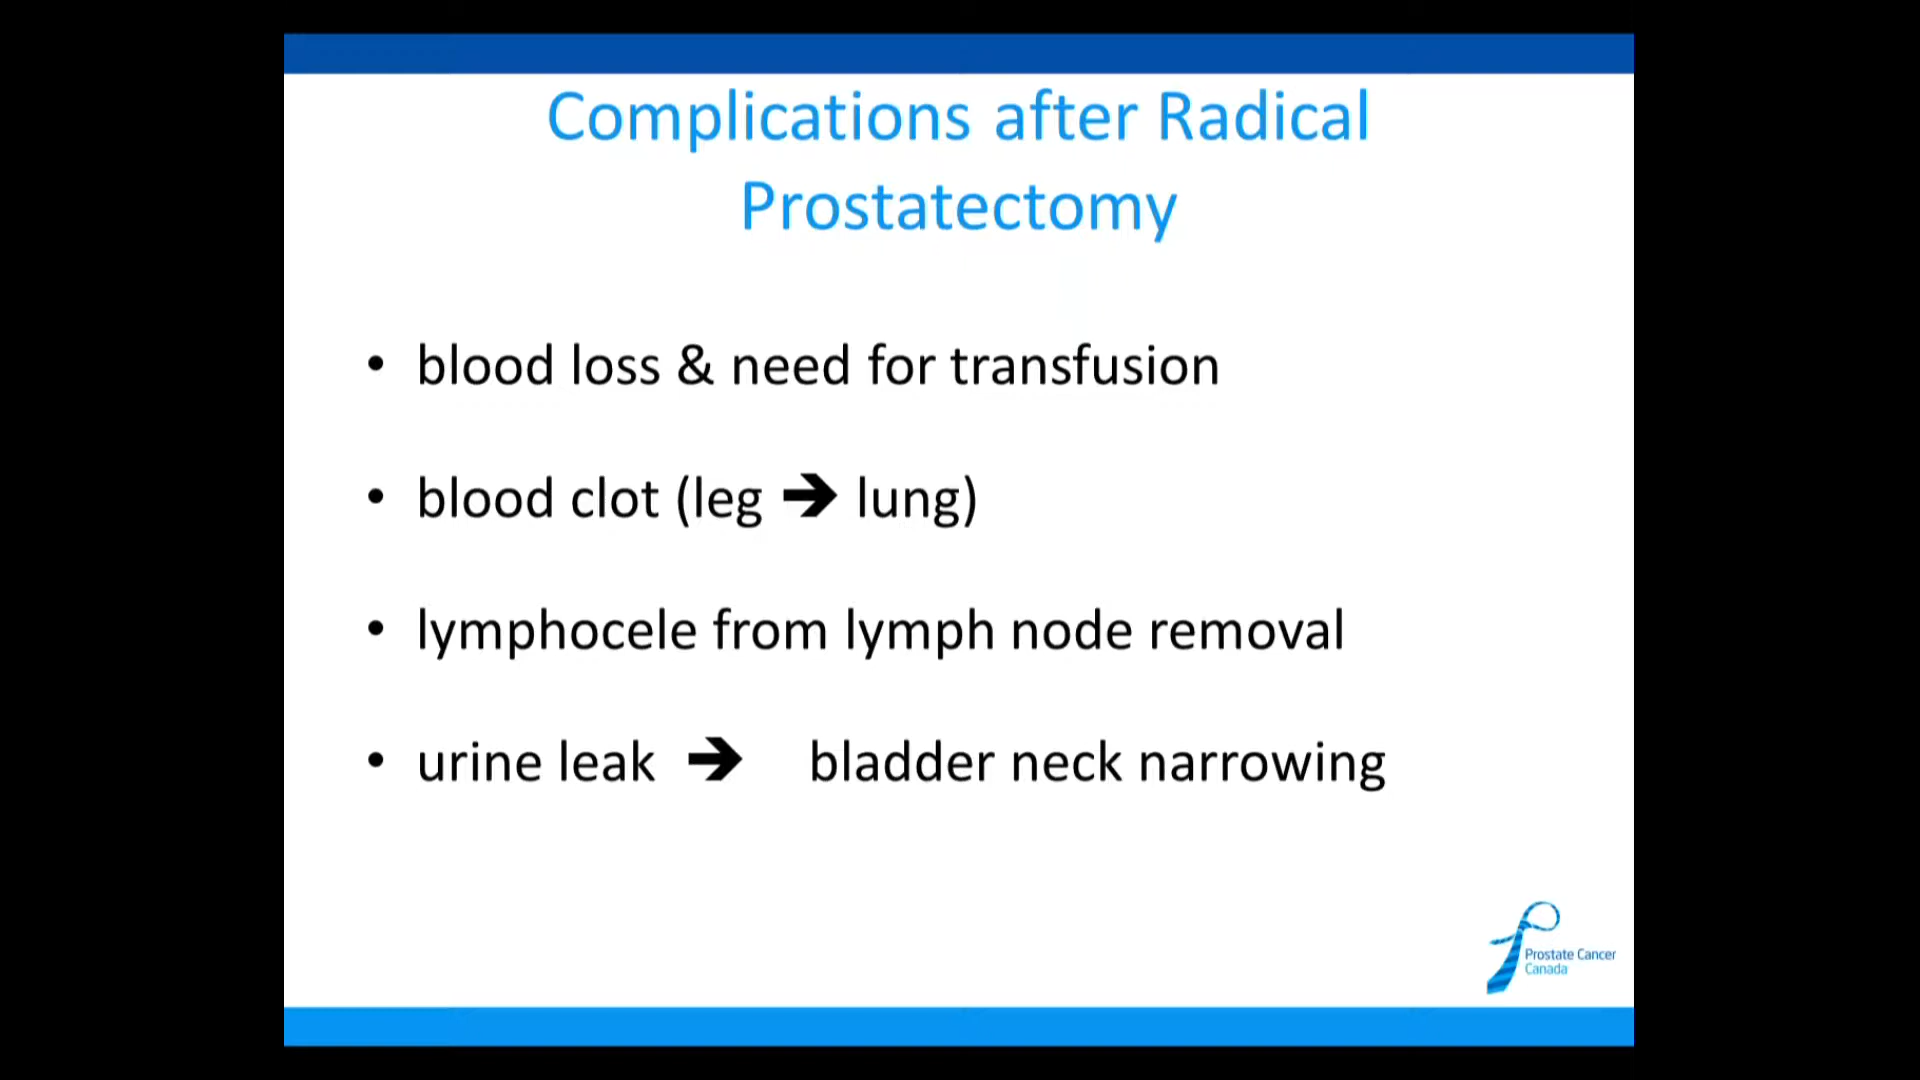 Complications after Radical
Prostatectomy
• blood loss & need for transfusion
• blood clot (leg ➔ lung)
• lymphocele from lymph node removal
• urine leak ➔ bladder neck narrowing
Prostate Cancer
Canada